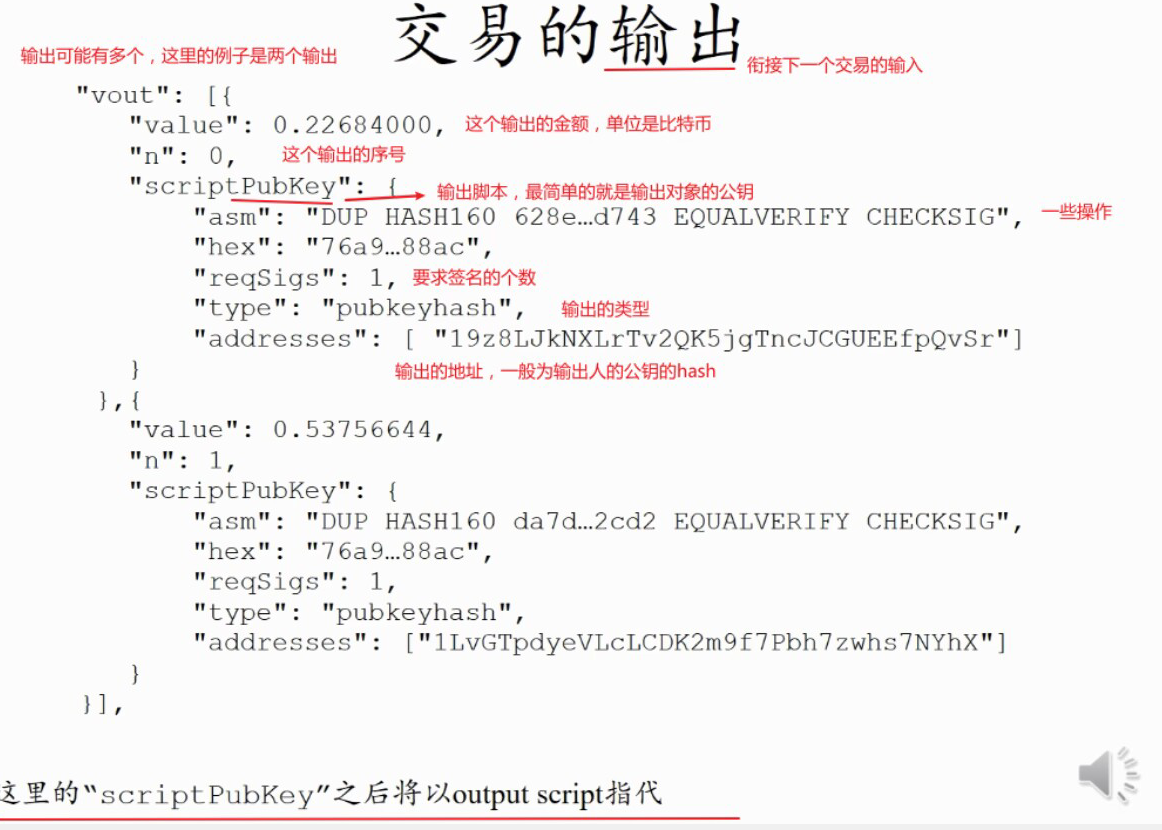 交易的输出
输出可能有多个，这里的例子是两个输出
衔接下一个交易的输入
"vout": [{
"value": 0.22684000, 这个输出的金额，单位是比特币
"n": 0, 这个输出的序号
"scriptPubKey": { 输出脚本，最简单的就是输出对象的公钥
"asm": "DUP HASH160 628e…d743 EQUALVERIFY CHECKSIG", 一些操作
"hex": "76a9…88ac",
"reqSigs": 1, 要求签名的个数
"type": "pubkeyhash", 输出的类型
"addresses": [ "19z8LJkNXLrTv2QK5jgTncJCGUEEfpQvSr"]
} 输出的地址，一般为输出人的公钥的hash
},{
"value": 0.53756644,
"n": 1,
"scriptPubKey": {
"asm": "DUP HASH160 da7d…2cd2 EQUALVERIFY CHECKSIG",
"hex": "76a9…88ac",
"reqSigs": 1,
"type": "pubkeyhash",
"addresses": ["1LvGTpdyeVLcLCDK2m9f7Pbh7zwhs7NYhX"]
}
}],
这里的“scriptPubKey”之后将以output script指代